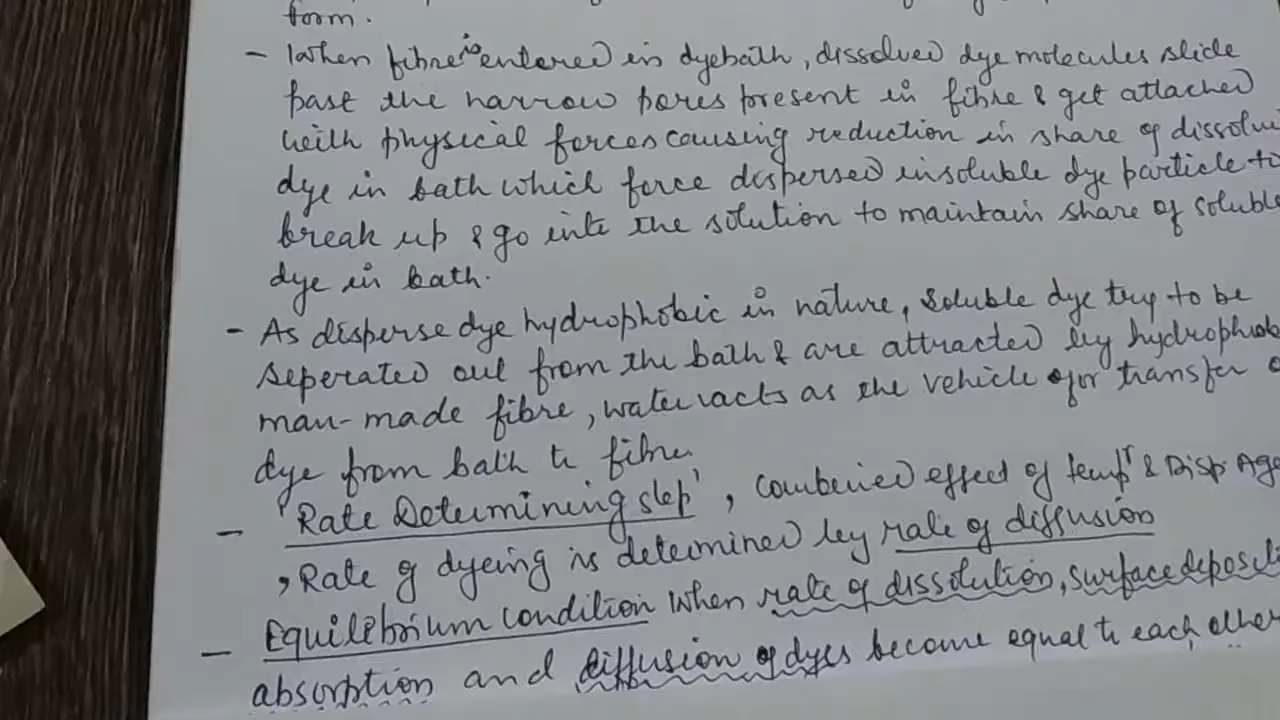 form.
- When fibre is entered in dyebath, dissolved dye molecules slide
past the narrow pores present in fibre & get attached
with physical forces causing reduction in share of dissolve
dye in bath which force dispersed insoluble dye particle to
break up & go into the solution to maintain share of soluble
dye in bath.
- As disperse dye hydrophobic in nature, soluble dye try to be
seperated out from the bath & are attracted by hydrophob
man-made fibre, water acts as the vehicle for transfer o
dye from bath to fibre
- 'Rate Determining step', combined effect of tempr & Disp Age
, Rate of dyeing is determined by rate of diffusion
- Equilibrium condition when rate of dissolution, surface depositi
absorption and diffusion of dyes become equal to each other